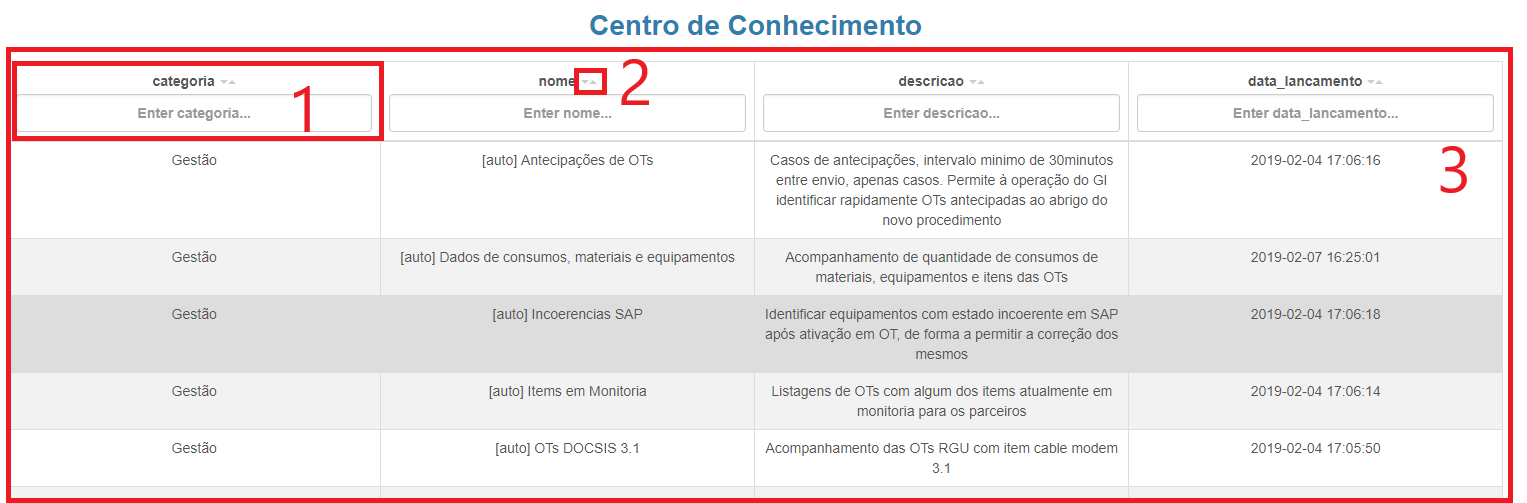 Centro de Conhecimento
categoria nome descricao data_lancamento
1 2
Enter categoria... Enter nome... Enter descricao... Enter data_lancamento...
3
Gestão [auto] Antecipações de OTs Casos de antecipações, intervalo minimo de 30minutos 2019-02-04 17:06:16
entre envio, apenas casos. Permite à operação do GI
identificar rapidamente OTs antecipadas ao abrigo do
novo procedimento
Gestão [auto] Dados de consumos, materiais e equipamentos Acompanhamento de quantidade de consumos de 2019-02-07 16:25:01
materiais, equipamentos e itens das OTs
Gestão [auto] Incoerencias SAP Identificar equipamentos com estado incoerente em SAP 2019-02-04 17:06:18
após ativação em OT, de forma a permitir a correção dos
mesmos
Gestão [auto] Items em Monitoria Listagens de OTs com algum dos items atualmente em 2019-02-04 17:06:14
monitoria para os parceiros
Gestão [auto] OTs DOCSIS 3.1 Acompanhamento das OTs RGU com item cable modem 2019-02-04 17:05:50
3.1